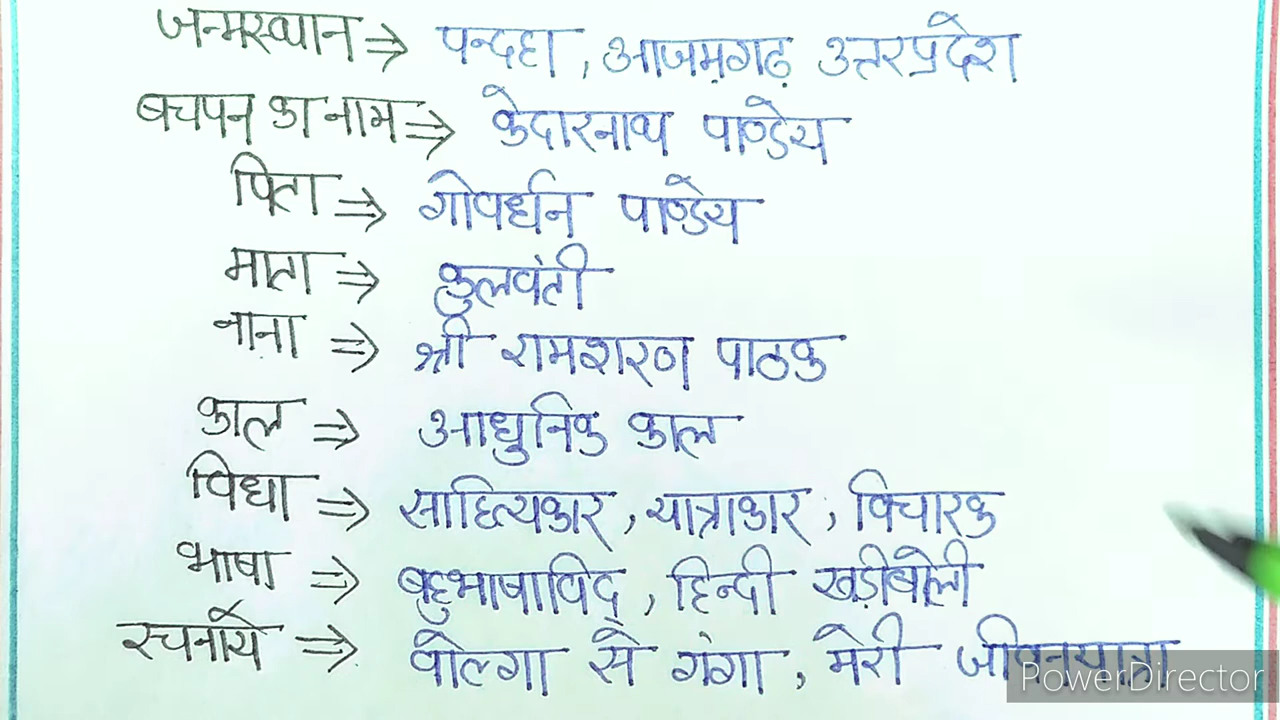 जन्मस्थान ⇒ पन्दहा, आजमगढ़ उत्तरप्रदेश
बचपन का नाम ⇒ केदारनाथ पाण्डेय
पिता ⇒ गोवर्धन पाण्डेय
माता ⇒ कुलवंती
नाना ⇒ श्री रामशरण पाठक
काल ⇒ आधुनिक काल
विधा ⇒ साहित्यकार, यात्राकार, विचारक
भाषा ⇒ बहुभाषाविद्, हिन्दी खड़ीबोली
रचनाये ⇒ वोल्गा से गंगा, मेरी जीवनयात्रा
PowerDirector